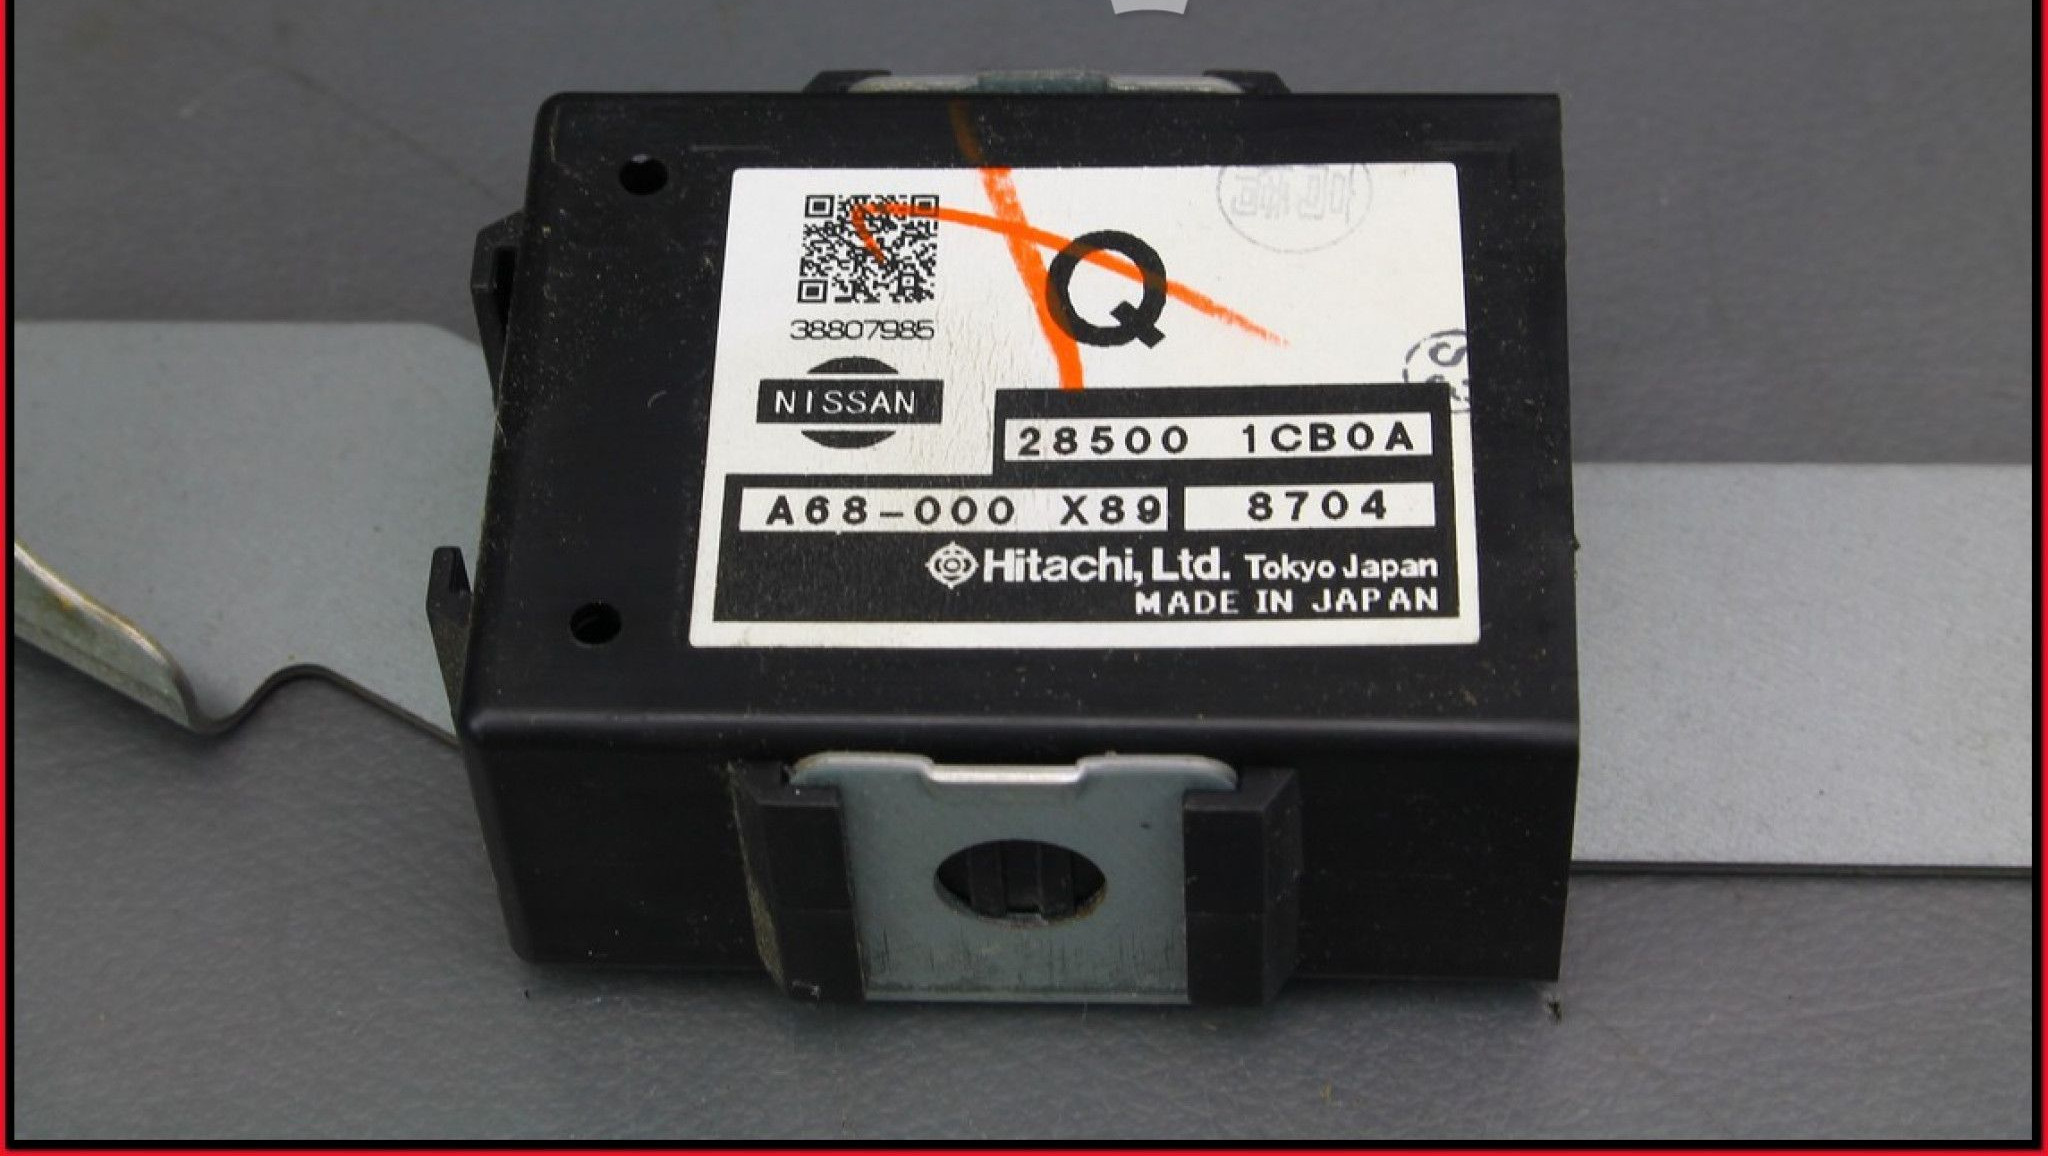 Q
38807985
NISSAN
28500 1CB0A
A68-000 X89 8704
Hitachi, Ltd. Tokyo Japan
MADE IN JAPAN